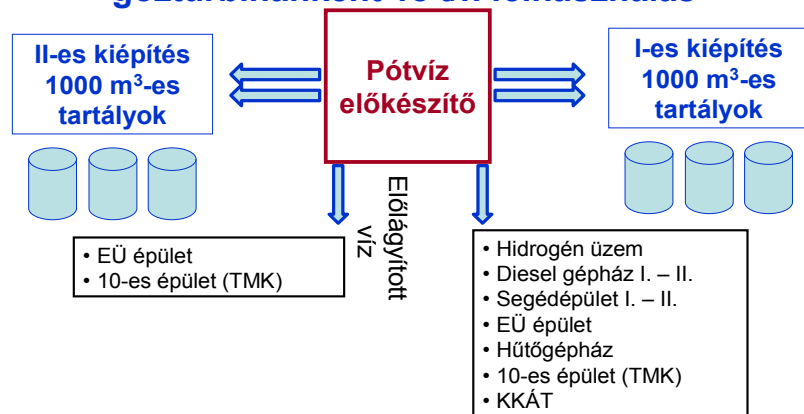 II-es kiépítés
1000 m³-es
tartályok
Pótvíz
előkészítő
I-es kiépítés
1000 m³-es
tartályok
Előlágyított
víz
• EÜ épület
• 10-es épület (TMK)
• Hidrogén üzem
• Diesel gépház I. – II.
• Segédépület I. – II.
• EÜ épület
• Hűtőgépház
• 10-es épület (TMK)
• KKÁT